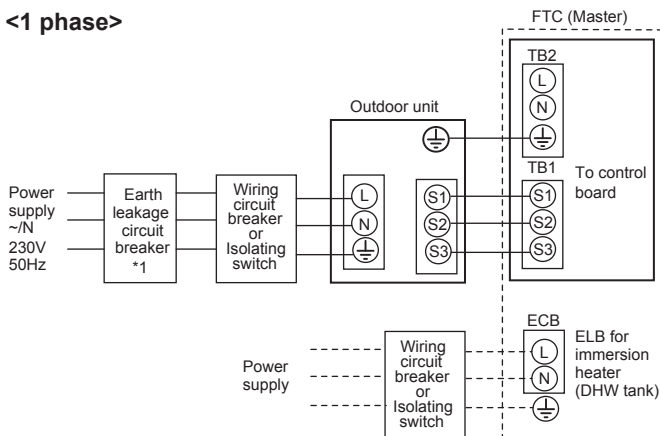 <1 phase>
FTC (Master)
TB2
L
N
Outdoor unit
TB1
To control
board
Power
supply
~/N
230V
50Hz
Earth
leakage
circuit
breaker
*1
Wiring
circuit
breaker
or
Isolating
switch
L
N
S1
S2
S3
S1
S2
S3
ECB
ELB for
immersion
heater
(DHW tank)
L
N
Power
supply
Wiring
circuit
breaker
or
Isolating
switch